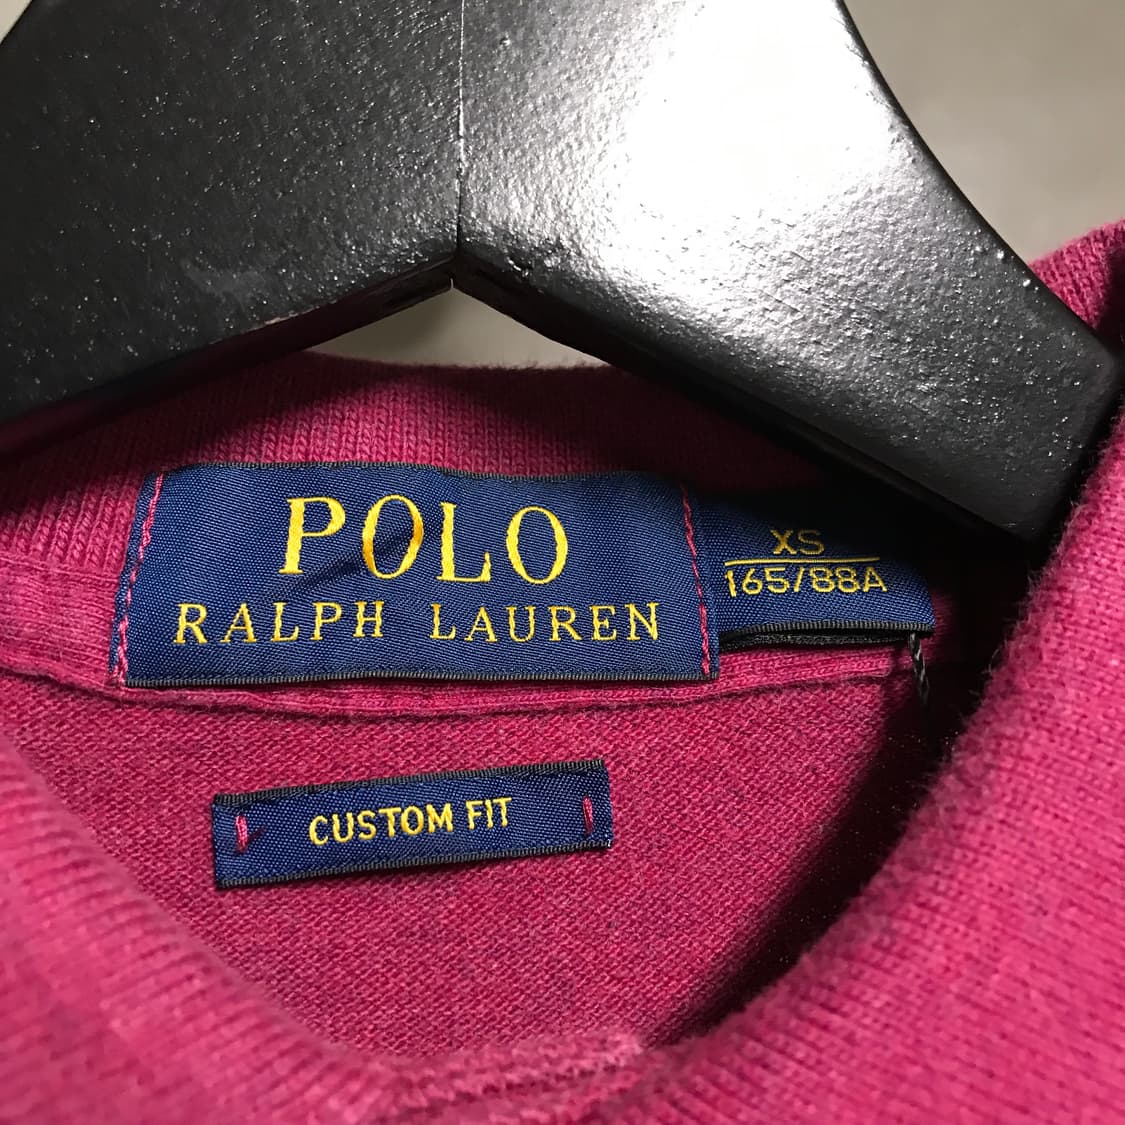 POLO
RALPH LAUREN
XS
165/88A
CUSTOM FIT